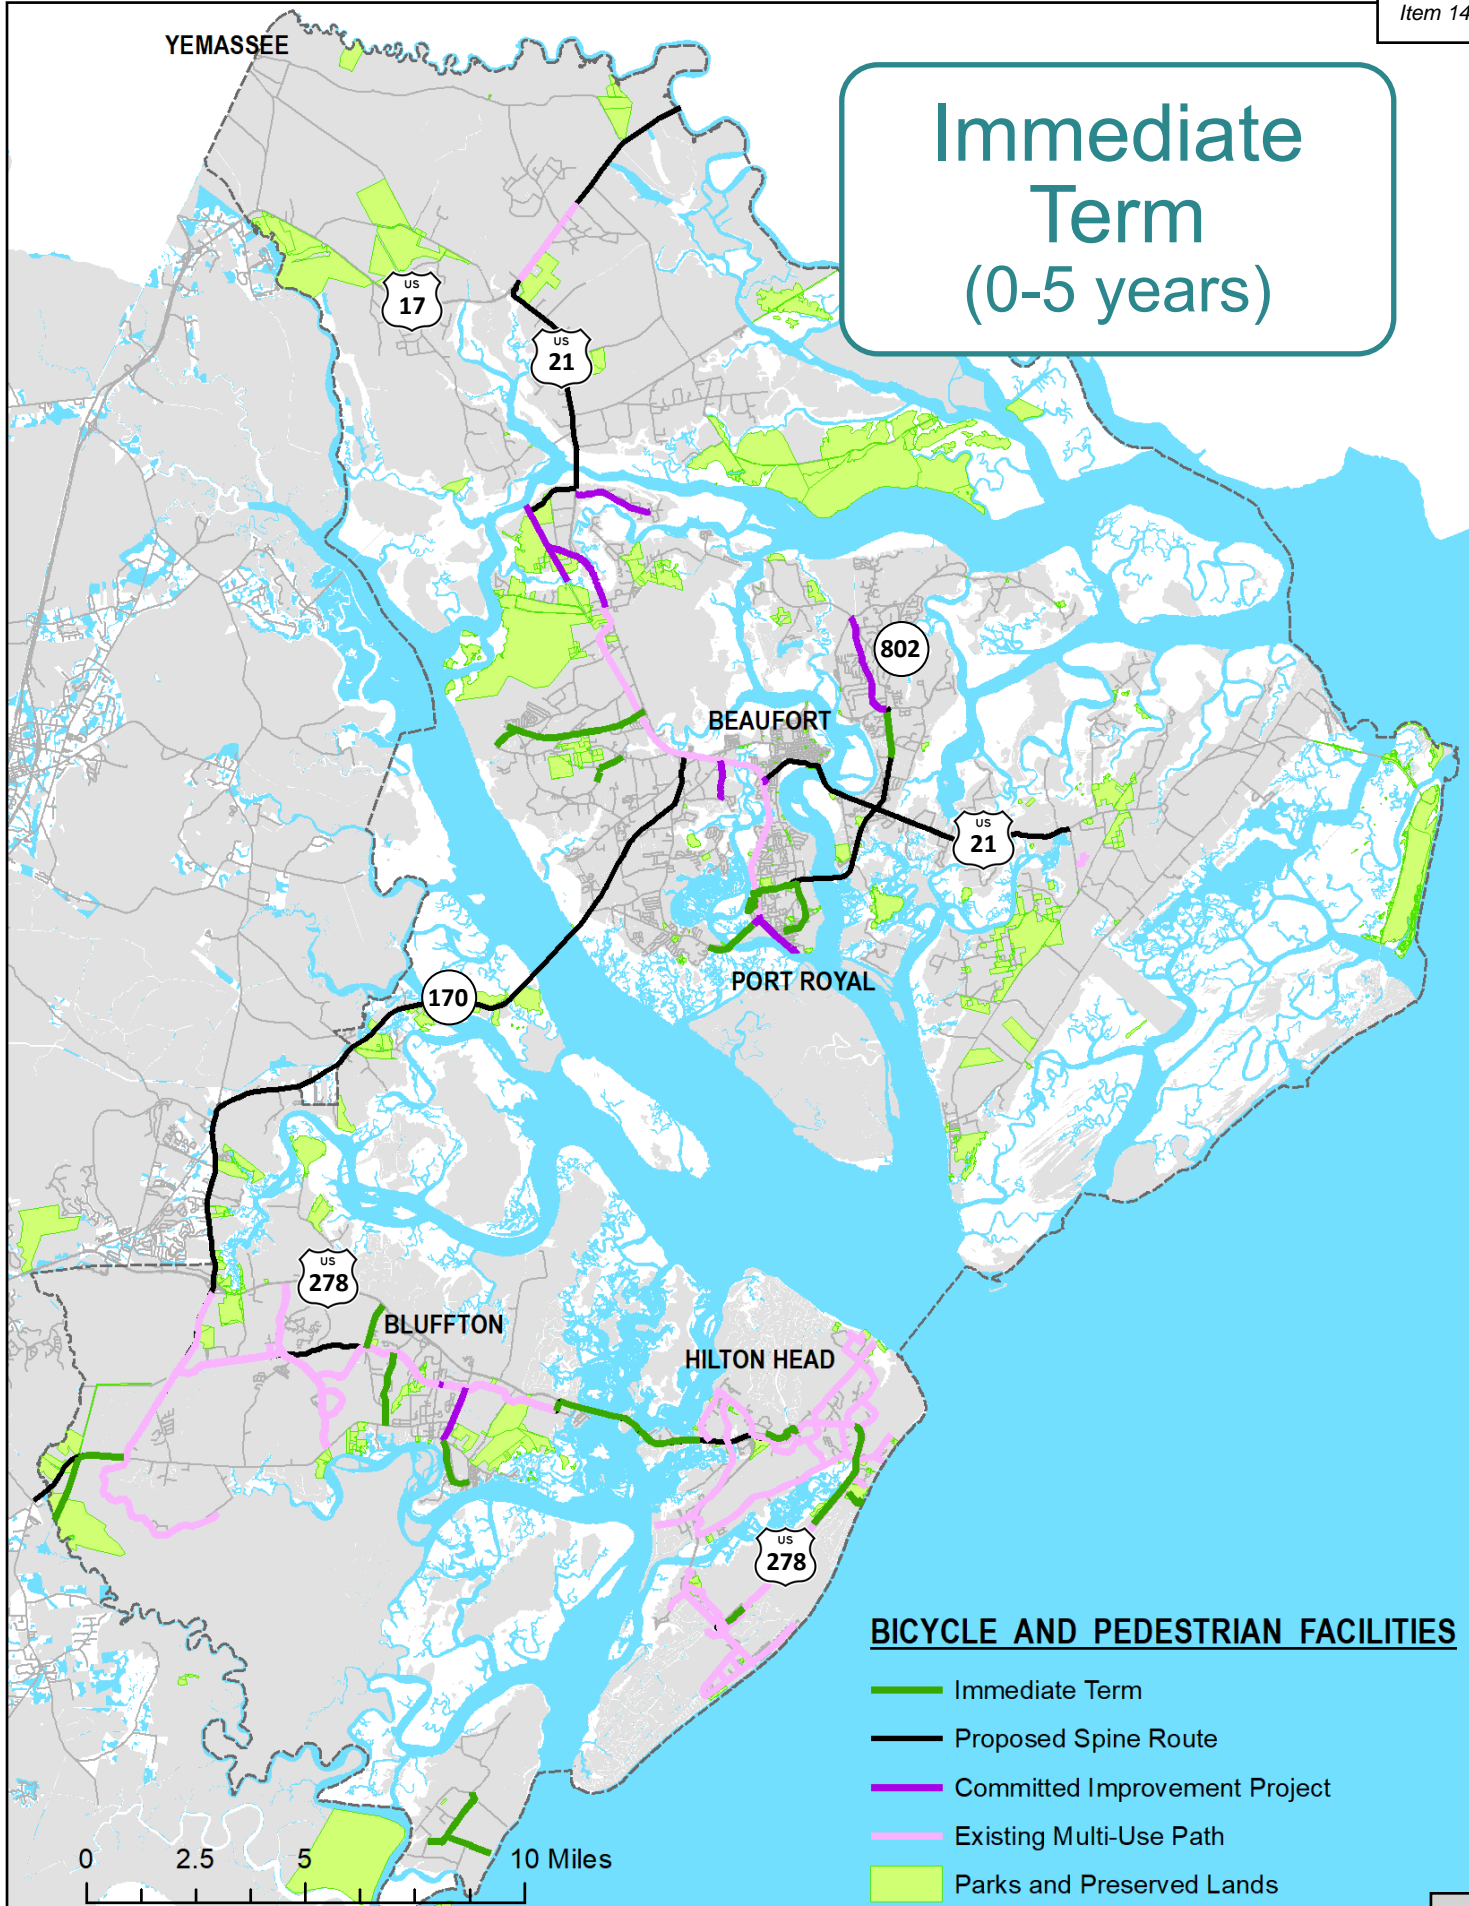 Item 14
YEMASSEE
Immediate
Term
(0-5 years)
US
17
US
21
802
BEAUFORT
US
21
PORT ROYAL
170
US
278
BLUFFTON
HILTON HEAD
US
278
BICYCLE AND PEDESTRIAN FACILITIES
Immediate Term
Proposed Spine Route
Committed Improvement Project
Existing Multi-Use Path
Parks and Preserved Lands
0 2.5 5 10 Miles